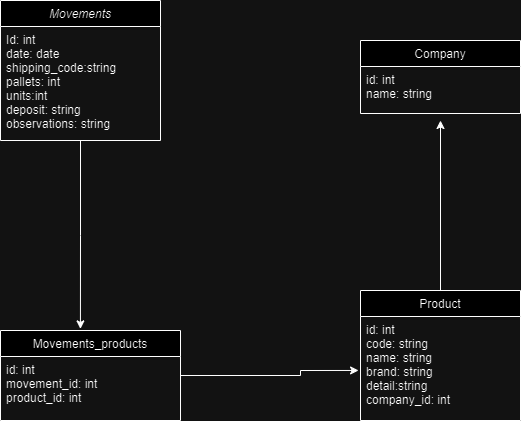 Movements
Id: int
date: date
shipping_code:string
pallets: int
units:int
deposit: string
observations: string
Company
id: int
name: string
Movements_products
id: int
movement_id: int
product_id: int
Product
id: int
code: string
name: string
brand: string
detail:string
company_id: int